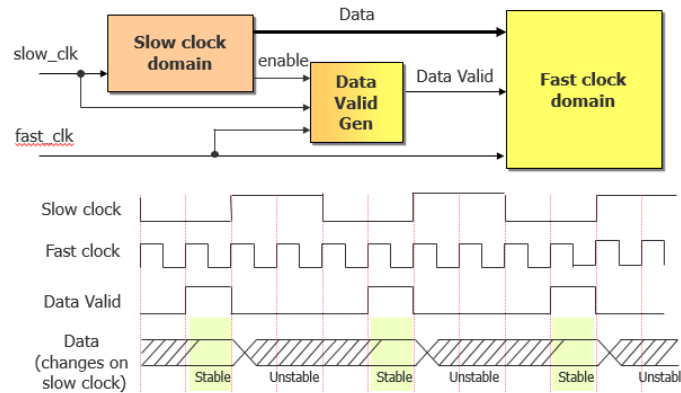 Data
Slow clock
domain
slow_clk
enable
Data
Valid
Gen
Data Valid
Fast clock
domain
fast_clk
Slow clock
Fast clock
Data Valid
Data
(changes on
slow clock)
Stable
Unstable
Stable
Unstable
Stable
Unstabl